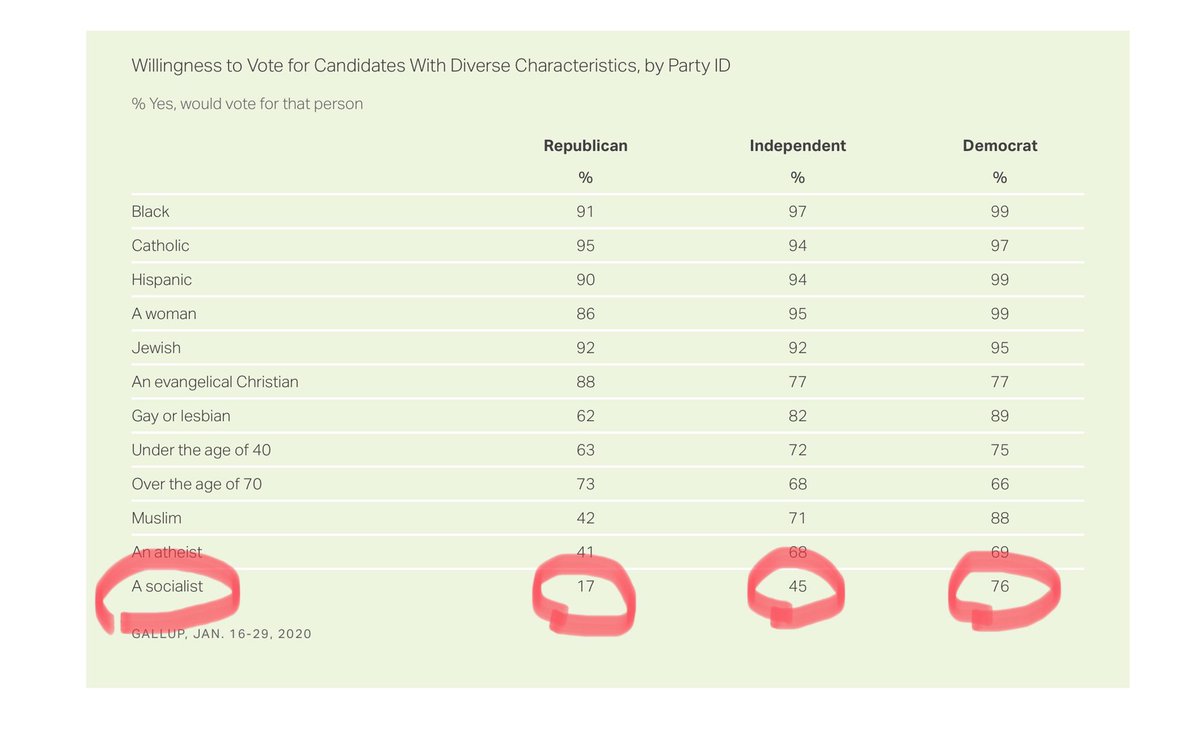 Willingness to Vote for Candidates With Diverse Characteristics, by Party ID
% Yes, would vote for that person
Republican Independent Democrat
% % %
Black 91 97 99
Catholic 95 94 97
Hispanic 90 94 99
A woman 86 95 99
Jewish 92 92 95
An evangelical Christian 88 77 77
Gay or lesbian 62 82 89
Under the age of 40 63 72 75
Over the age of 70 73 68 66
Muslim 42 71 88
An atheist 41 68 69
A socialist 17 45 76
GALLUP, JAN. 16-29, 2020